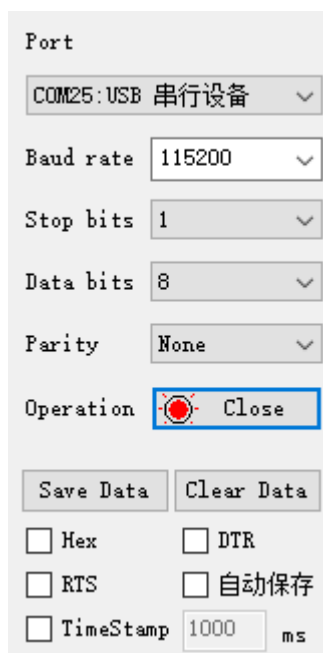 Port
COM25:USB 串行设备
Baud rate 115200
Stop bits 1
Data bits 8
Parity None
Operation Close
Save Data Clear Data
Hex DTR
RTS 自动保存
TimeStamp 1000 ms